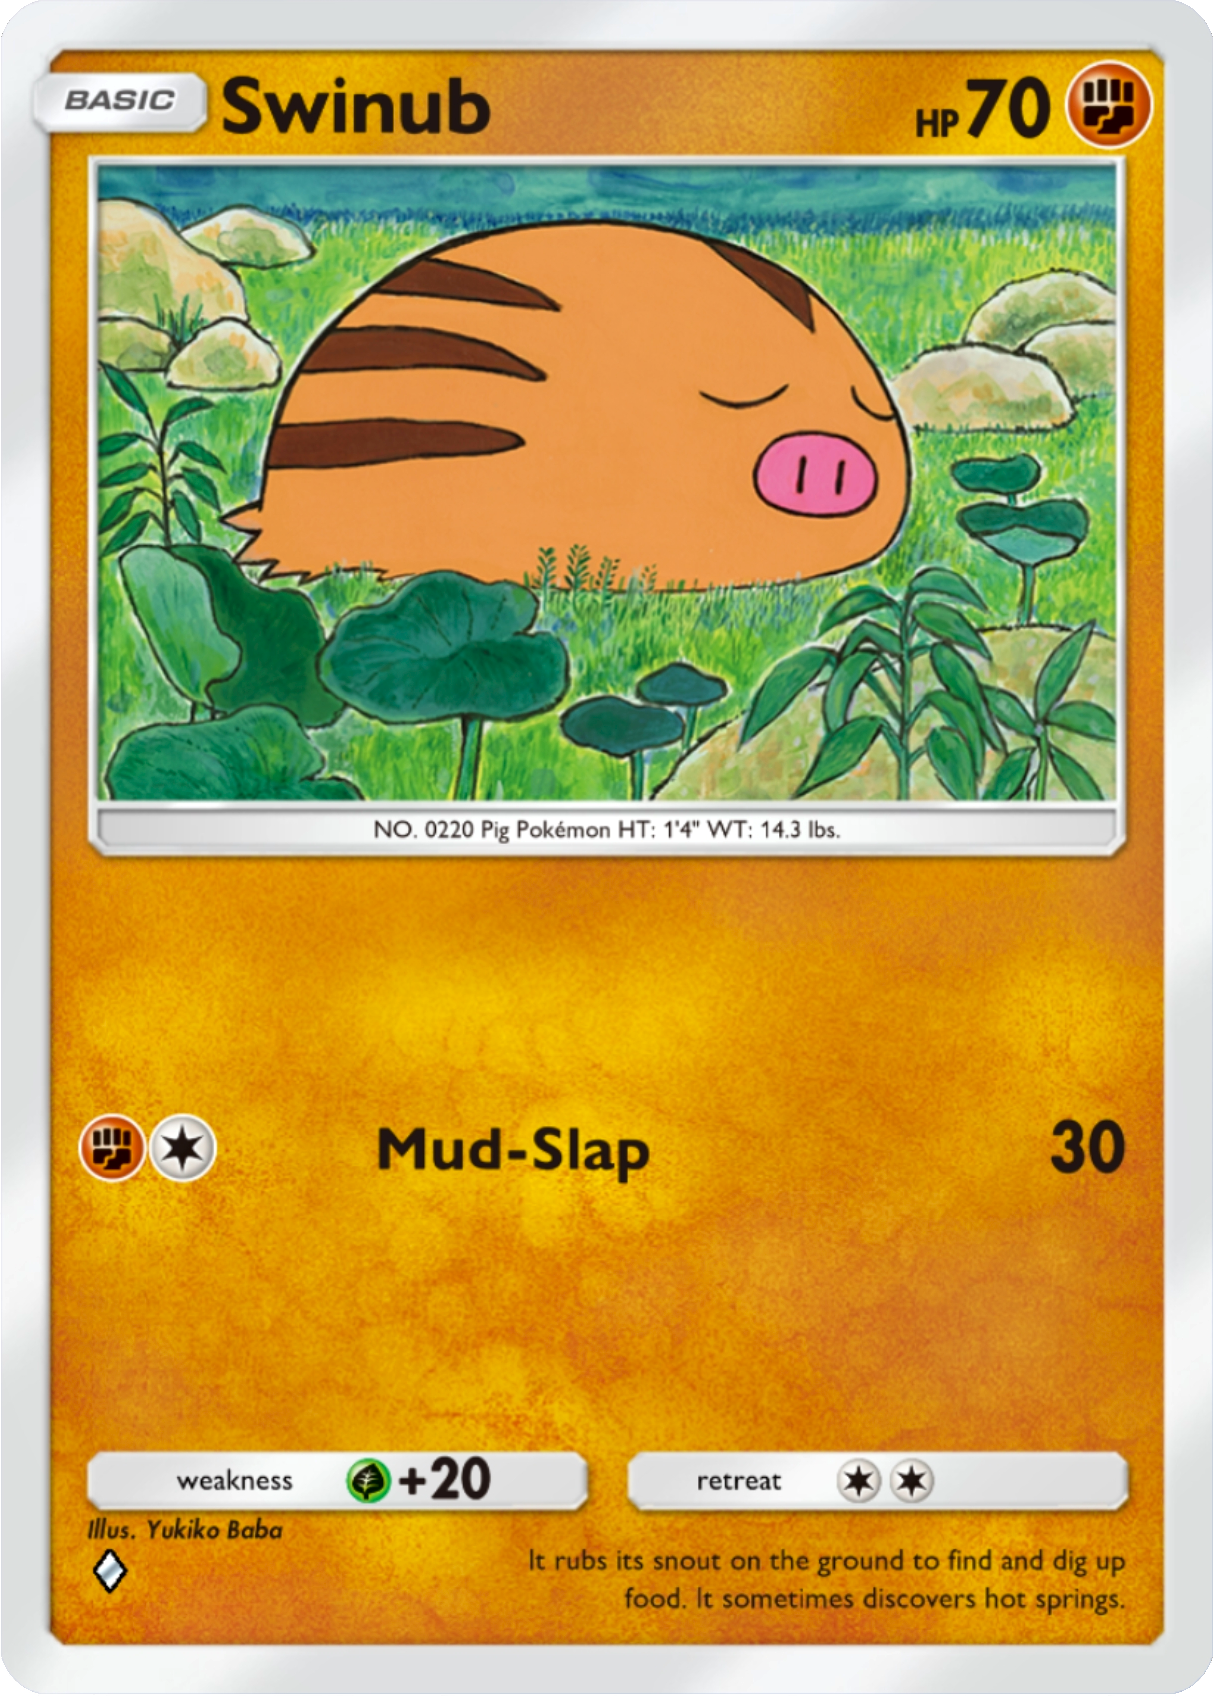 BASIC Swinub HP 70
NO. 0220 Pig Pokémon HT: 1'4" WT: 14.3 lbs.
Mud-Slap 30
weakness +20 retreat
Illus. Yukiko Baba
It rubs its snout on the ground to find and dig up
food. It sometimes discovers hot springs.